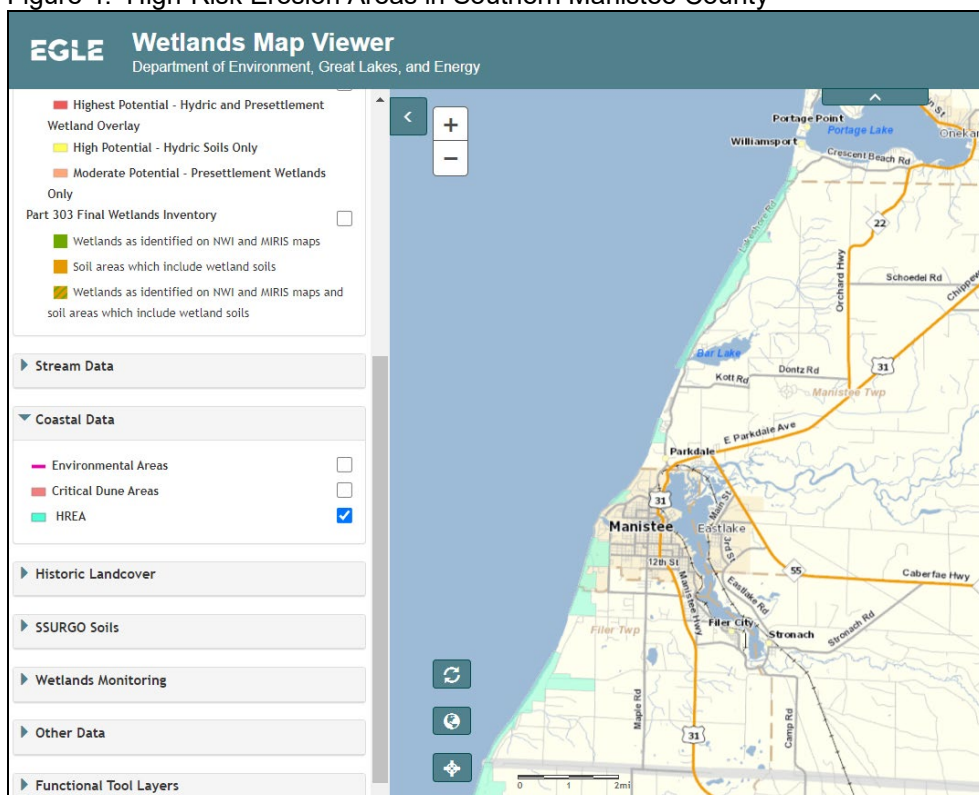 Figure 4. High-Risk Erosion Areas in Southern Manistee County
EGLE
Wetlands Map Viewer
Department of Environment, Great Lakes, and Energy
Highest Potential - Hydric and Presettlement
Wetland Overlay
High Potential - Hydric Soils Only
Moderate Potential - Presettlement Wetlands
Only
Part 303 Final Wetlands Inventory
Wetlands as identified on NWI and MIRIS maps
Soil areas which include wetland soils
Wetlands as identified on NWI and MIRIS maps and
soil areas which include wetland soils
Stream Data
Coastal Data
Environmental Areas
Critical Dune Areas
HREA
Historic Landcover
SSURGO Soils
Wetlands Monitoring
Other Data
Functional Tool Layers
+
−
Portage Point
Portage Lake
Williamsport
Crescent Beach Rd
Lakeshore Rd
22
Orchard Hwy
Schoedel Rd
Bar Lake
Kott Rd
Dontz Rd
31
Manistee Twp
E Parkdale Ave
Parkdale
31
Main St
Manistee
Eastlake
3rd St
12th St
55
Caberfae Hwy
Manistee Hwy
Eastlake Rd
Filer City
Stronach
Stronach Rd
Filer Twp
Maple Rd
31
Camp Rd
0 1 2mi